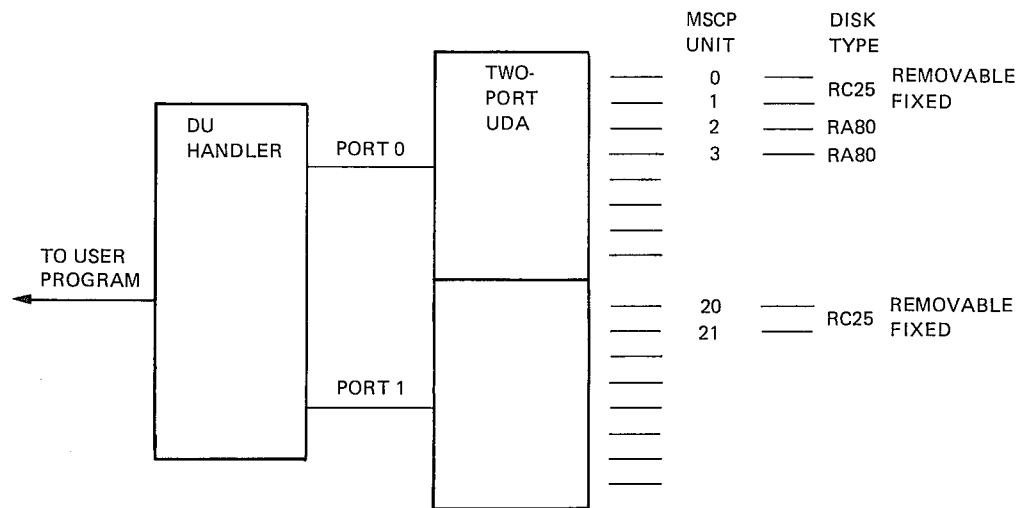 MSCP UNIT
DISK TYPE
TWO-PORT UDA
DU HANDLER
PORT 0
PORT 1
TO USER PROGRAM
0 RC25 REMOVABLE
1 FIXED
2 RA80
3 RA80
20 RC25 REMOVABLE
21 FIXED